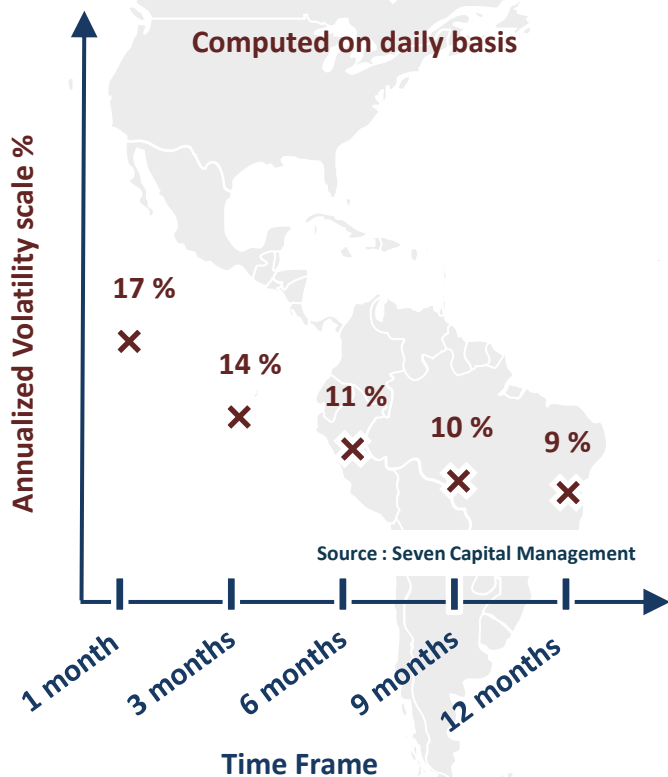 Computed on daily basis
Annualized Volatility scale %
17 %
14 %
11 %
10 %
9 %
Source : Seven Capital Management
1 month
3 months
6 months
9 months
12 months
Time Frame